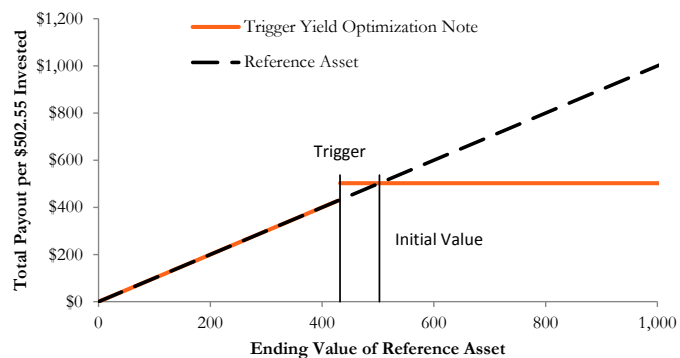 Total Payout per $502.55 Invested
$1,200
$1,000
$800
$600
$400
$200
$0
Trigger Yield Optimization Note
Reference Asset
Trigger
Initial Value
0
200
400
600
800
1,000
Ending Value of Reference Asset